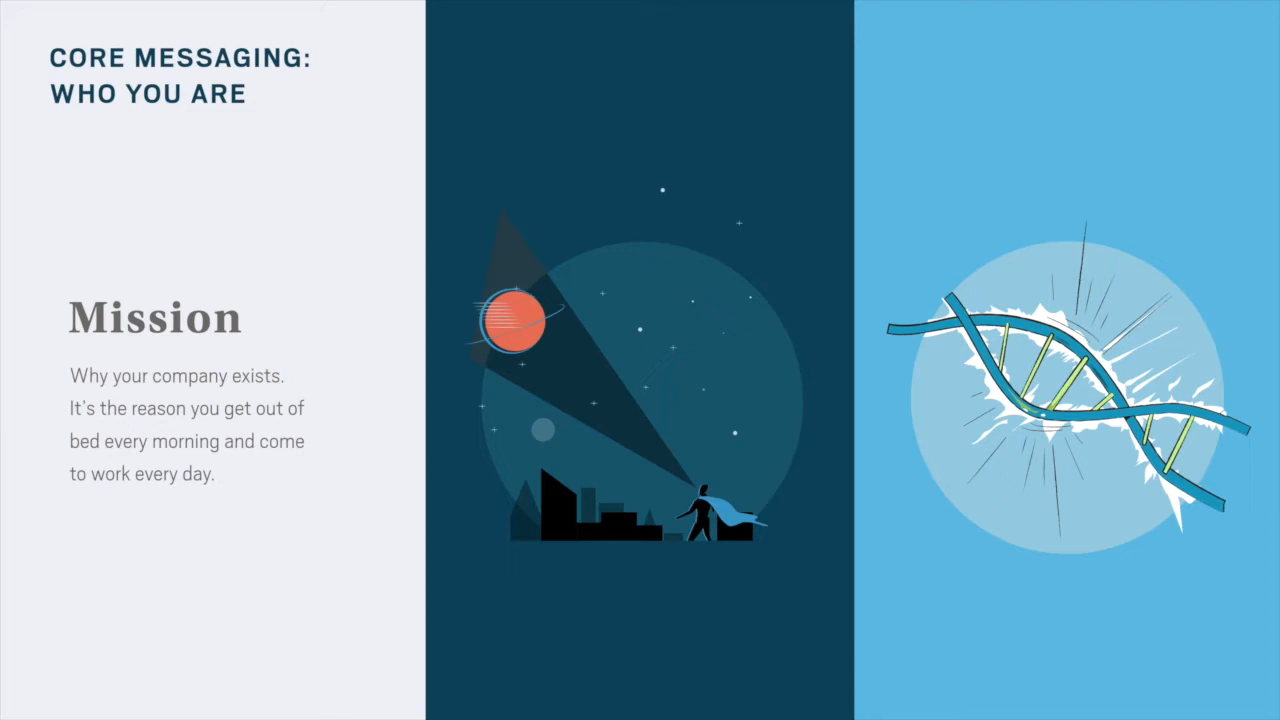 CORE MESSAGING:
WHO YOU ARE
Mission
Why your company exists.
It's the reason you get out of
bed every morning and come
to work every day.